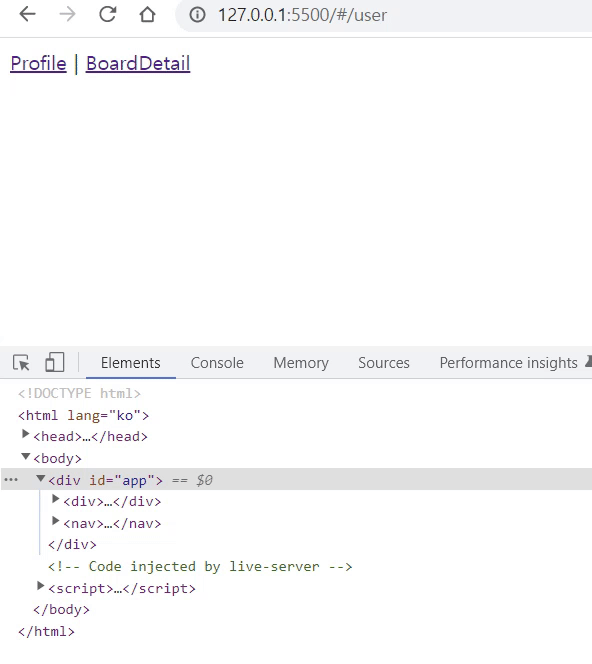 127.0.0.1:5500/#/user
Profile | BoardDetail
Elements Console Memory Sources Performance insights
<!DOCTYPE html>
<html lang="ko">
<head>…</head>
<body>
<div id="app"> == $0
<div>…</div>
<nav>…</nav>
</div>
<!-- Code injected by live-server -->
<script>…</script>
</body>
</html>